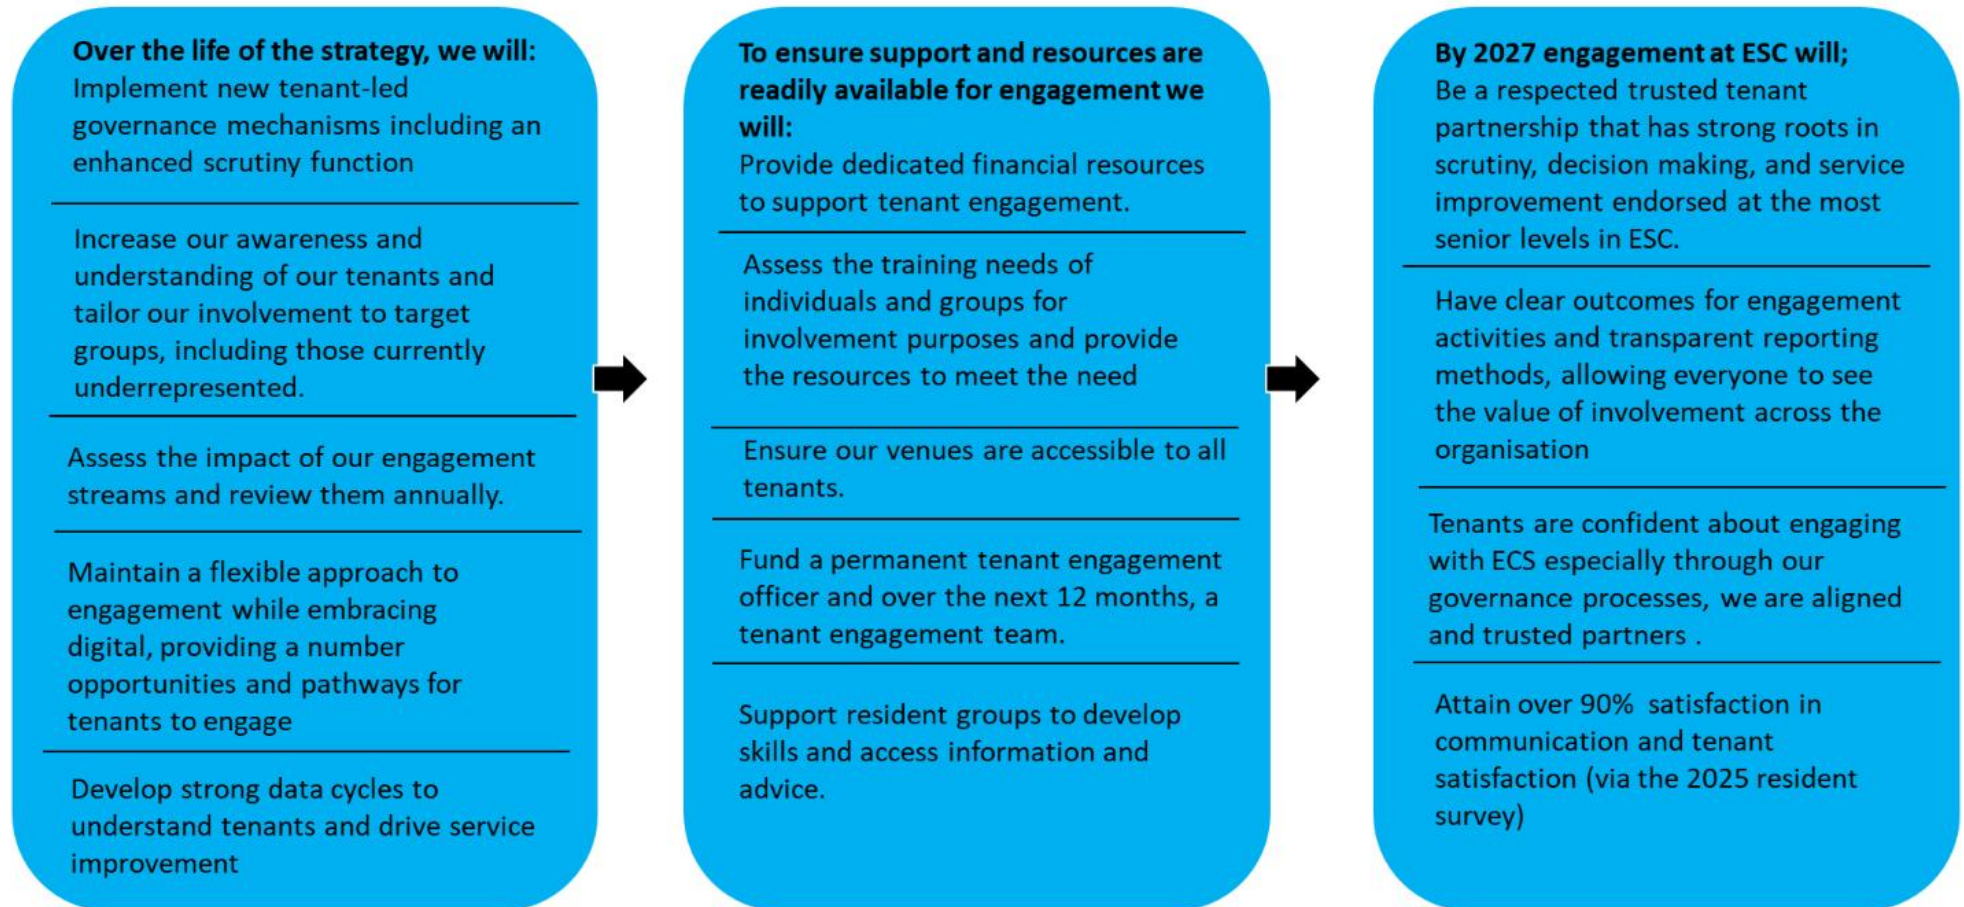 Over the life of the strategy, we will:
Implement new tenant-led
governance mechanisms including an
enhanced scrutiny function
Increase our awareness and
understanding of our tenants and
tailor our involvement to target
groups, including those currently
underrepresented.
Assess the impact of our engagement
streams and review them annually.
Maintain a flexible approach to
engagement while embracing
digital, providing a number
opportunities and pathways for
tenants to engage
Develop strong data cycles to
understand tenants and drive service
improvement
To ensure support and resources are
readily available for engagement we
will:
Provide dedicated financial resources
to support tenant engagement.
Assess the training needs of
individuals and groups for
involvement purposes and provide
the resources to meet the need
Ensure our venues are accessible to all
tenants.
Fund a permanent tenant engagement
officer and over the next 12 months, a
tenant engagement team.
Support resident groups to develop
skills and access information and
advice.
By 2027 engagement at ESC will;
Be a respected trusted tenant
partnership that has strong roots in
scrutiny, decision making, and service
improvement endorsed at the most
senior levels in ESC.
Have clear outcomes for engagement
activities and transparent reporting
methods, allowing everyone to see
the value of involvement across the
organisation
Tenants are confident about engaging
with ECS especially through our
governance processes, we are aligned
and trusted partners .
Attain over 90%  satisfaction in
communication and tenant
satisfaction (via the 2025 resident
survey)